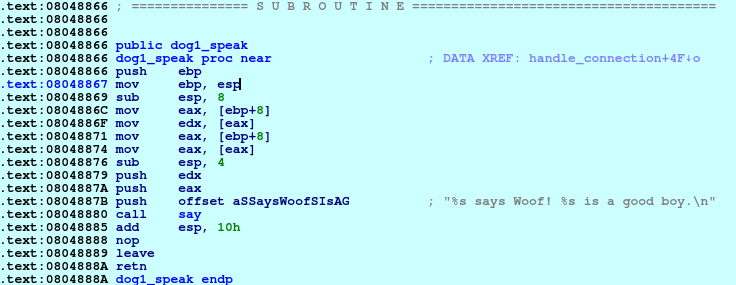 .text:08048866 ; =============== S U B R O U T I N E =======================================
.text:08048866
.text:08048866
.text:08048866 public dog1_speak
.text:08048866 dog1_speak proc near ; DATA XREF: handle_connection+4F↓o
.text:08048866 push ebp
.text:08048867 mov ebp, esp
.text:08048869 sub esp, 8
.text:0804886C mov eax, [ebp+8]
.text:0804886F mov edx, [eax]
.text:08048871 mov eax, [ebp+8]
.text:08048874 mov eax, [eax]
.text:08048876 sub esp, 4
.text:08048879 push edx
.text:0804887A push eax
.text:0804887B push offset aSSaysWoofSIsAG ; "%s says Woof! %s is a good boy.\n"
.text:08048880 call say
.text:08048885 add esp, 10h
.text:08048888 nop
.text:08048889 leave
.text:0804888A retn
.text:0804888A dog1_speak endp